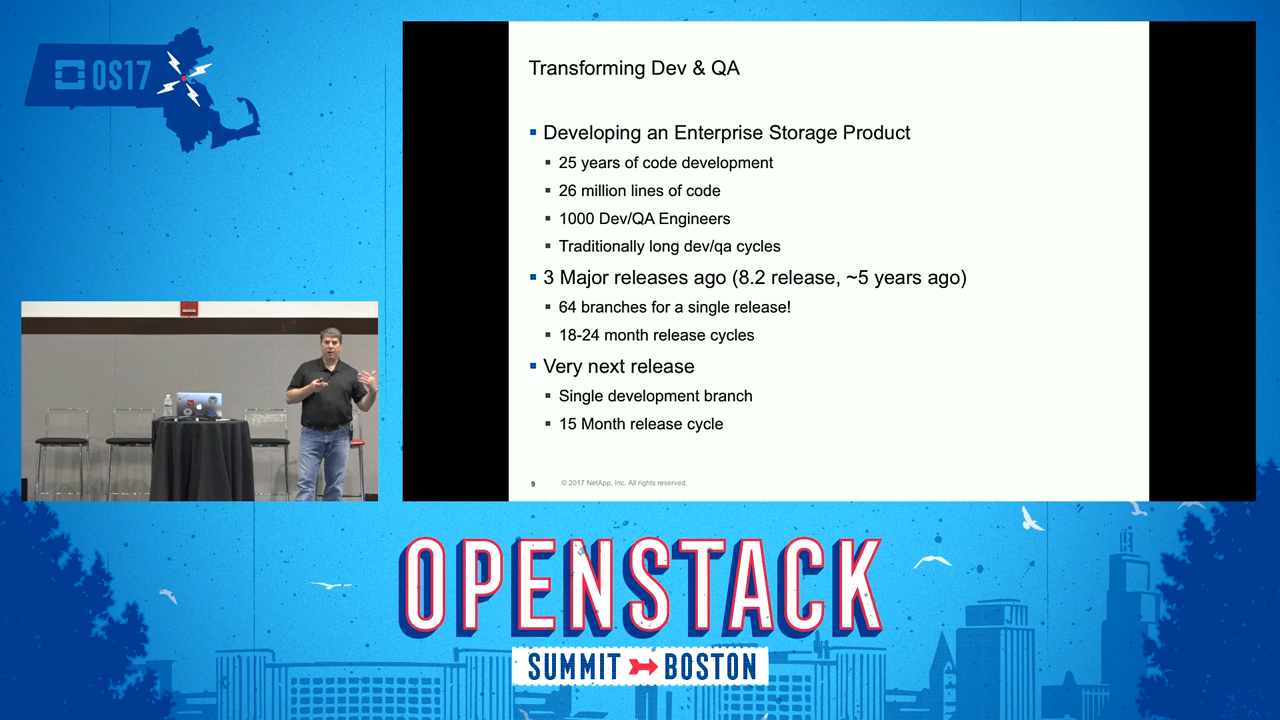 OS17
Transforming Dev & QA
Developing an Enterprise Storage Product
25 years of code development
26 million lines of code
1000 Dev/QA Engineers
Traditionally long dev/qa cycles
3 Major releases ago (8.2 release, ~5 years ago)
64 branches for a single release!
18-24 month release cycles
Very next release
Single development branch
15 Month release cycle
9 © 2017 NetApp, Inc. All rights reserved.
OPENSTACK
SUMMIT BOSTON